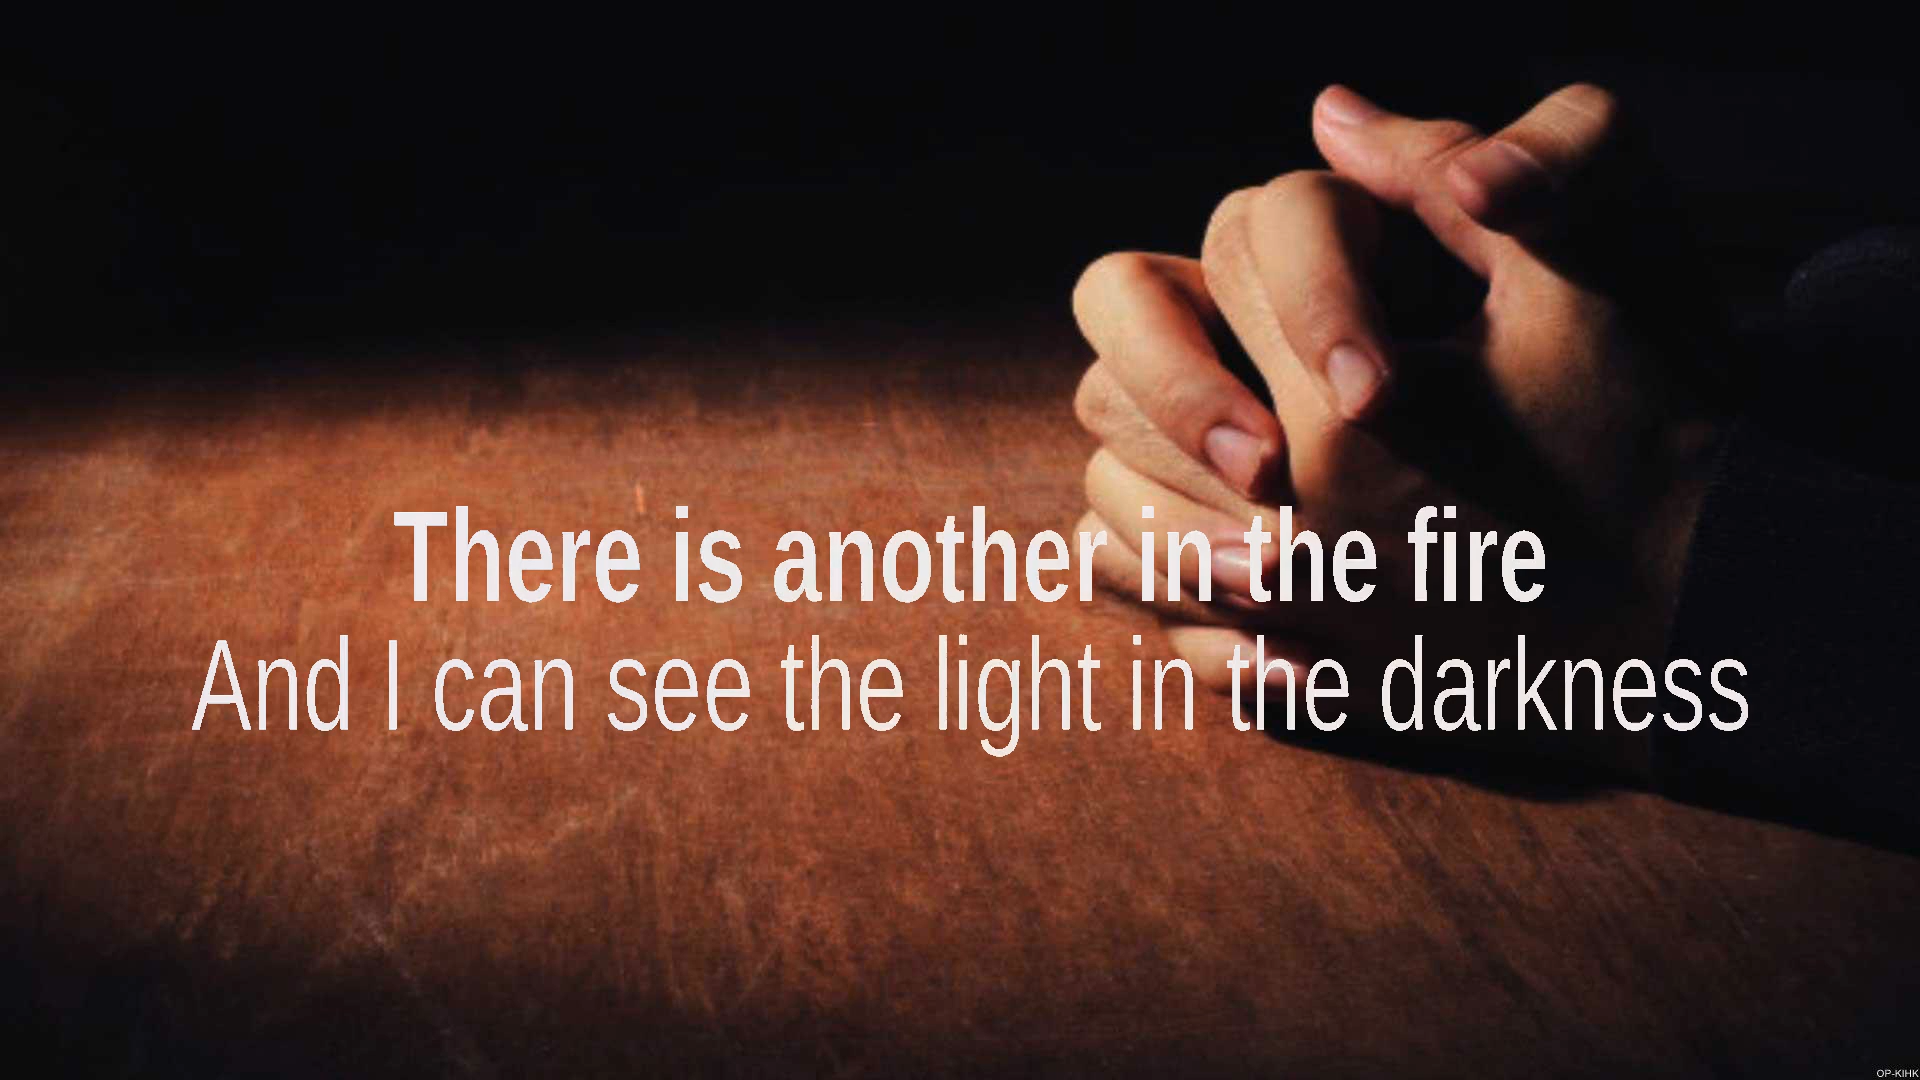 There is another in the fire
And I can see the light in the darkness
OP-KIHK